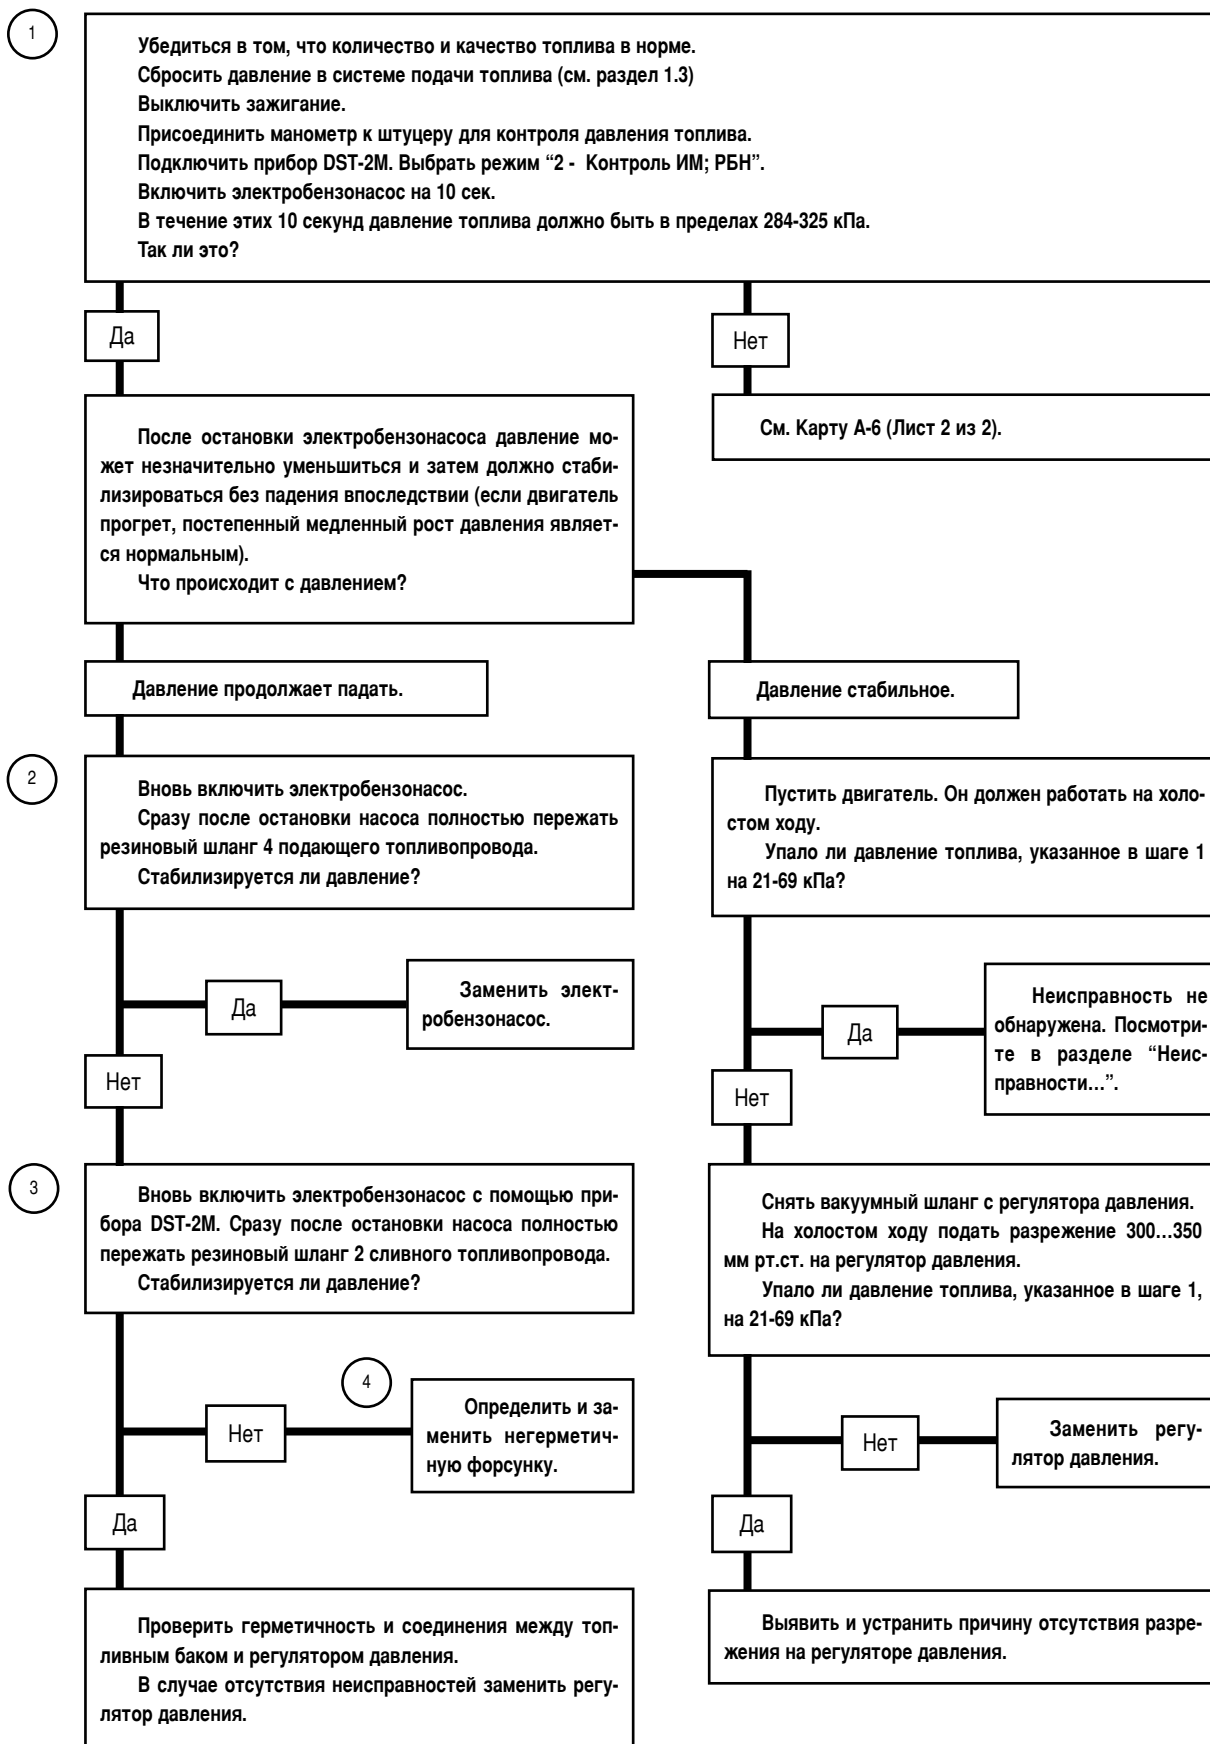 1
Убедиться в том, что количество и качество топлива в норме.
Сбросить давление в системе подачи топлива (см. раздел 1.3)
Выключить зажигание.
Присоединить манометр к штуцеру для контроля давления топлива.
Подключить прибор DST-2М. Выбрать режим “2 - Контроль ИМ; РБН”.
Включить электробензонасос на 10 сек.
В течение этих 10 секунд давление топлива должно быть в пределах 284-325 кПа.
Так ли это?
Да
Нет
После остановки электробензонасоса давление мо-
жет незначительно уменьшиться и затем должно стаби-
лизироваться без падения впоследствии (если двигатель
прогрет, постепенный медленный рост давления являет-
ся нормальным).
Что происходит с давлением?
См. Карту А-6 (Лист 2 из 2).
Давление продолжает падать.
Давление стабильное.
2
Вновь включить электробензонасос.
Сразу после остановки насоса полностью пережать
резиновый шланг 4 подающего топливопровода.
Стабилизируется ли давление?
Пустить двигатель. Он должен работать на холо-
стом ходу.
Упало ли давление топлива, указанное в шаге 1
на 21-69 кПа?
Да
Заменить элект-
робензонасос.
Нет
Да
Неисправность не
обнаружена. Посмотри-
те в разделе “Неис-
правности...”.
Нет
3
Вновь включить электробензонасос с помощью при-
бора DST-2М. Сразу после остановки насоса полностью
пережать резиновый шланг 2 сливного топливопровода.
Стабилизируется ли давление?
Снять вакуумный шланг с регулятора давления.
На холостом ходу подать разрежение 300...350
мм рт.ст. на регулятор давления.
Упало ли давление топлива, указанное в шаге 1,
на 21-69 кПа?
Нет
4
Определить и за-
менить негерметич-
ную форсунку.
Да
Нет
Заменить регу-
лятор давления.
Да
Проверить герметичность и соединения между топ-
ливным баком и регулятором давления.
В случае отсутствия неисправностей заменить регу-
лятор давления.
Выявить и устранить причину отсутствия разре-
жения на регуляторе давления.